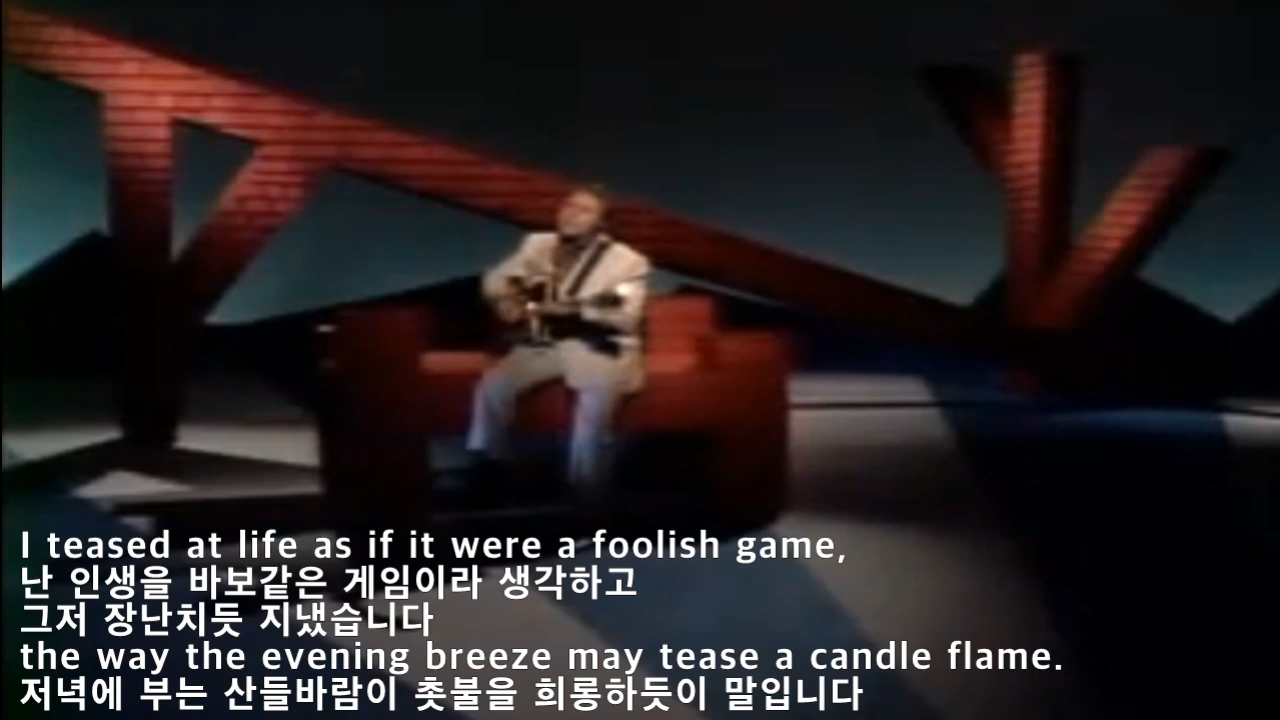 I teased at life as if it were a foolish game,
난 인생을 바보같은 게임이라 생각하고
그저 장난치듯 지냈습니다
the way the evening breeze may tease a candle flame.
저녁에 부는 산들바람이 촛불을 희롱하듯이 말입니다